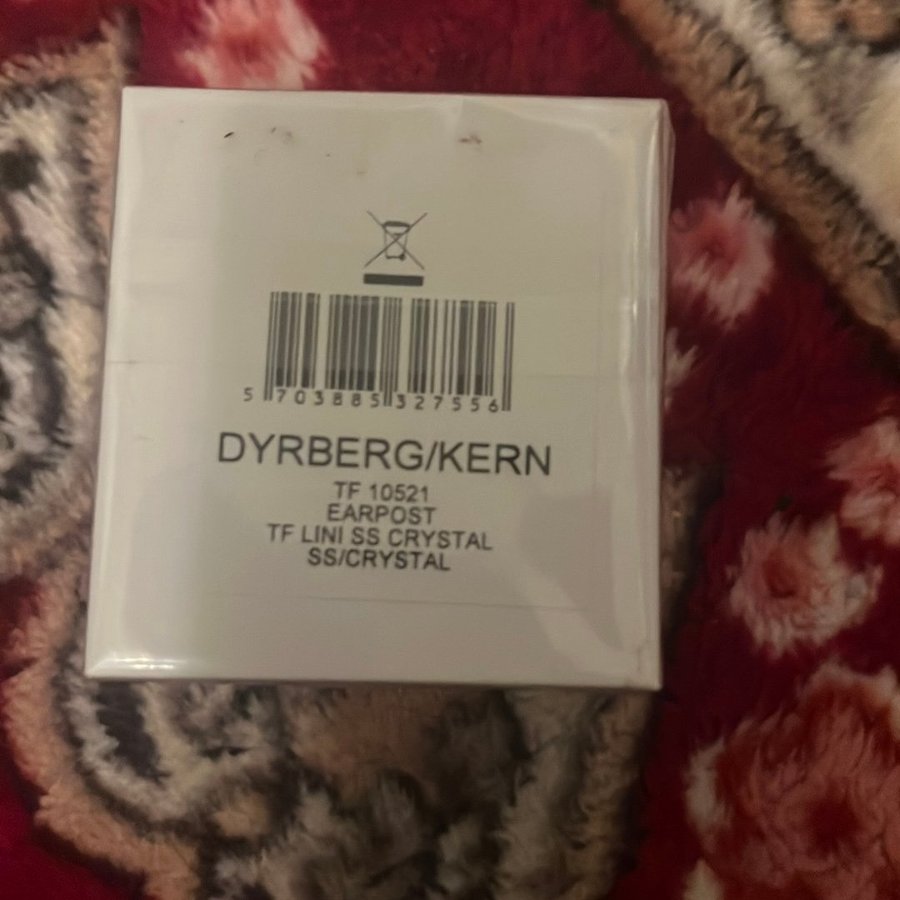 5 703885 327556
DYRBERG/KERN
TF 10521
EARPOST
TF LINI SS CRYSTAL
SS/CRYSTAL